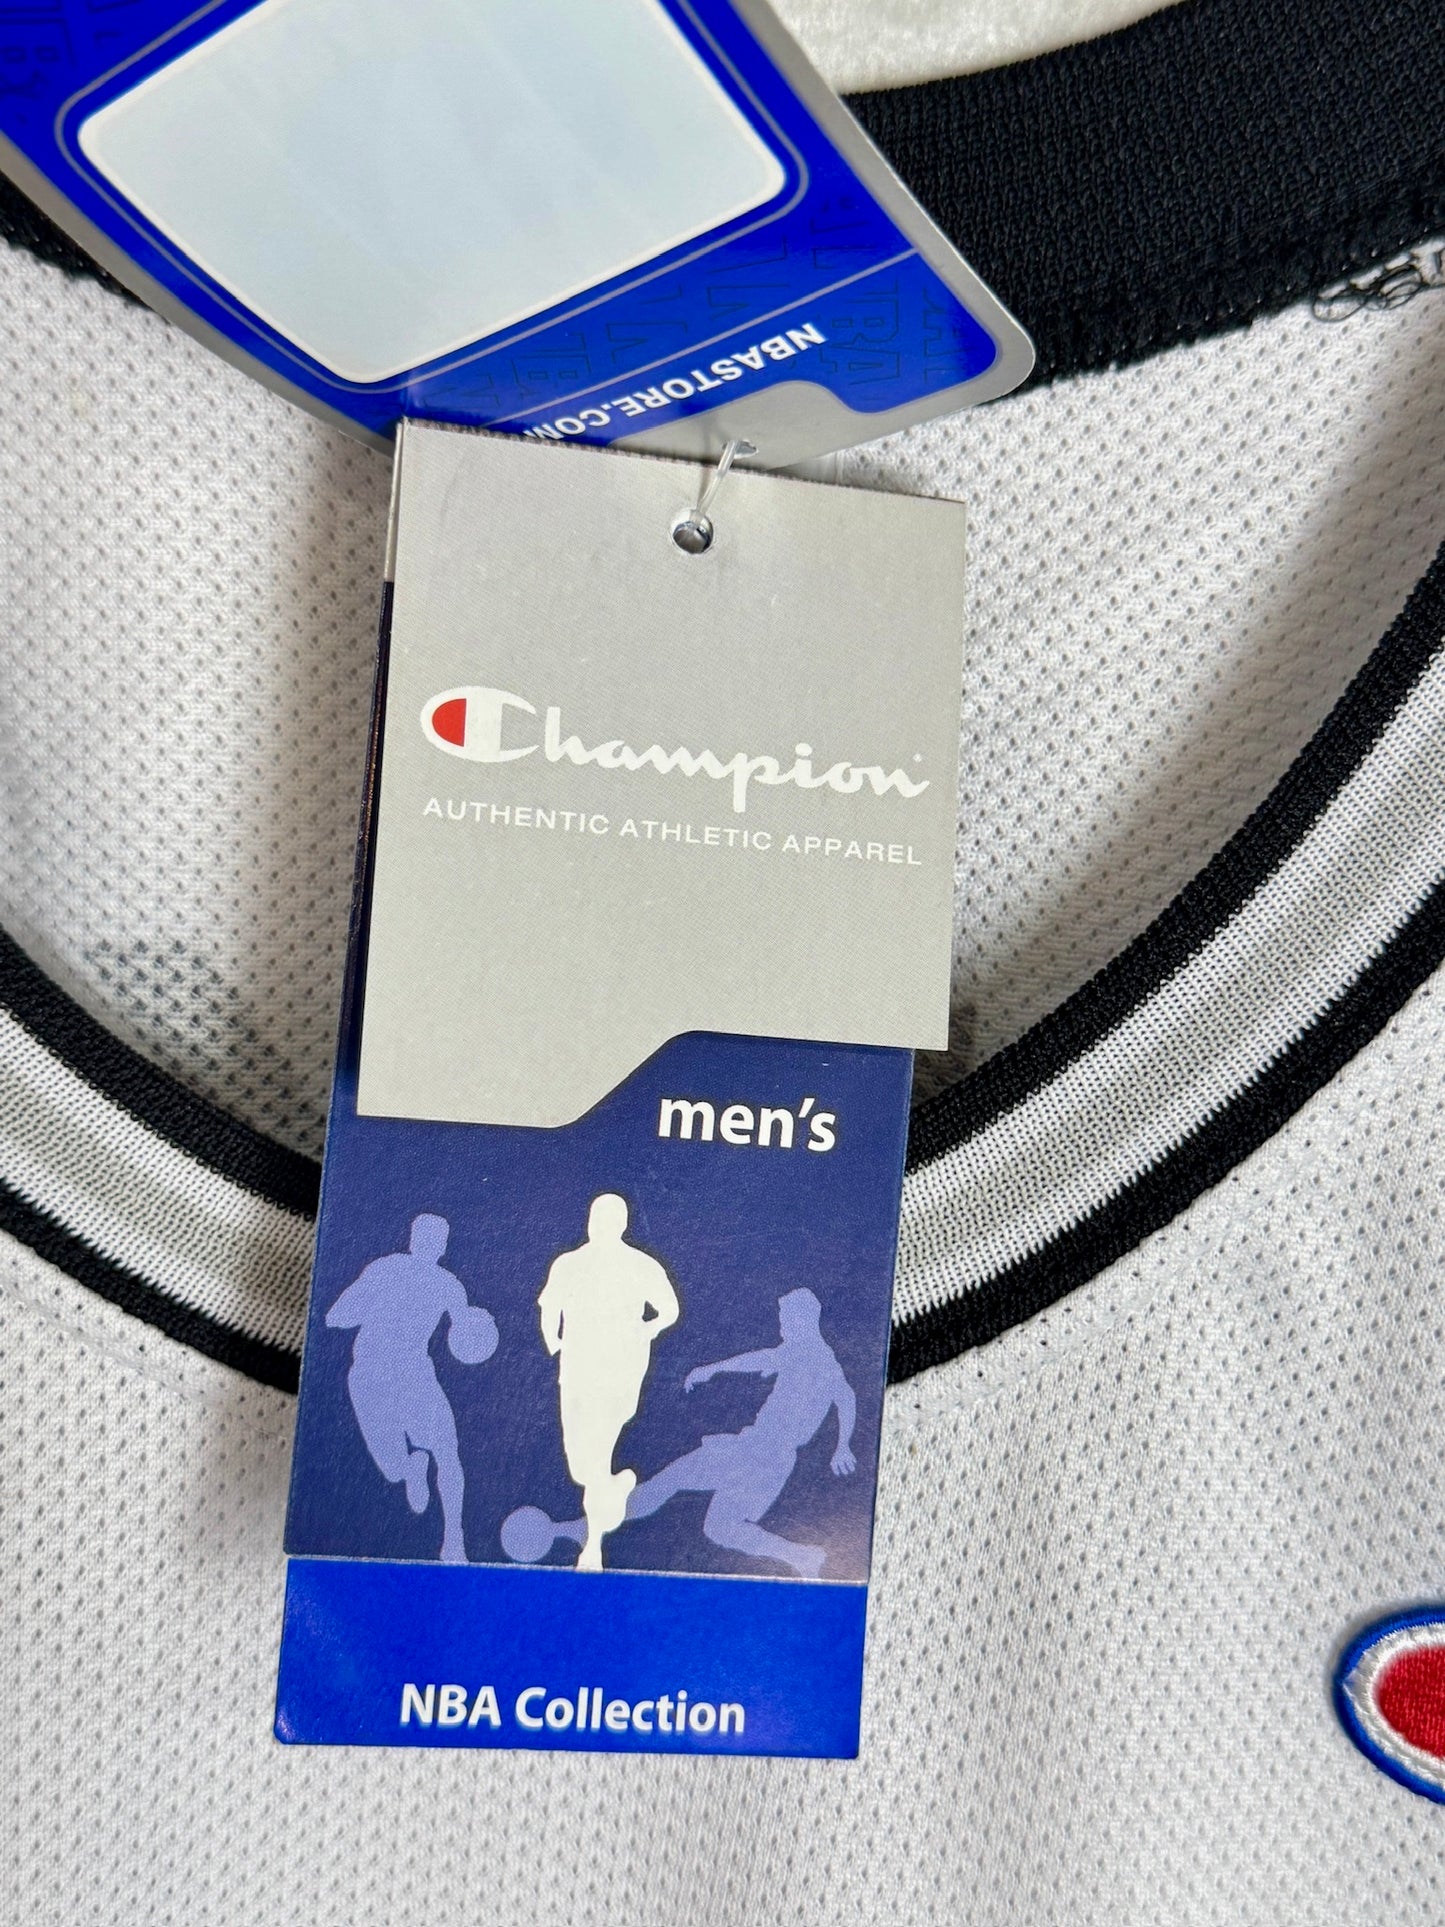 NBASTORE.COM
Champion
AUTHENTIC ATHLETIC APPAREL
men's
NBA Collection